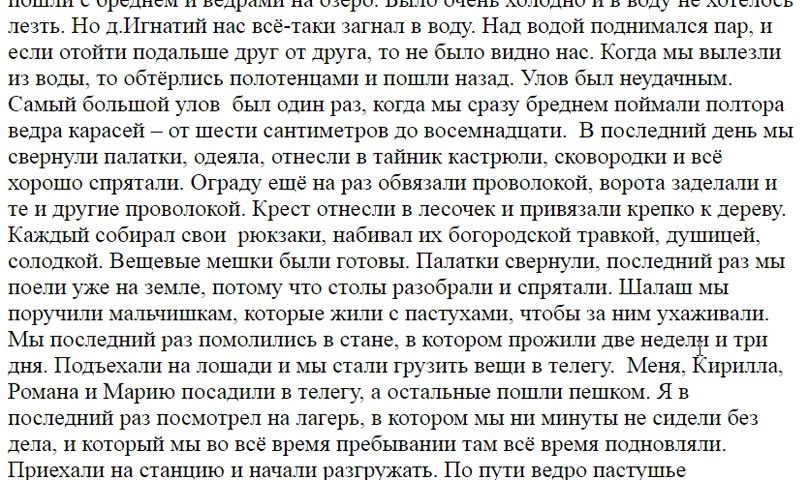 пошли с бреднем и вёдрами на озеро. Было очень холодно и в воду не хотелось
лезть. Но д.Игнатий нас всё-таки загнал в воду. Над водой поднимался пар, и
если отойти подальше друг от друга, то не было видно нас. Когда мы вылезли
из воды, то обтёрлись полотенцами и пошли назад. Улов был неудачным.
Самый большой улов  был один раз, когда мы сразу бреднем поймали полтора
ведра карасей – от шести сантиметров до восемнадцати.  В последний день мы
свернули палатки, одеяла, отнесли в тайник кастрюли, сковородки и всё
хорошо спрятали. Ограду ещё на раз обвязали проволокой, ворота заделали и
те и другие проволокой. Крест отнесли в лесочек и привязали крепко к дереву.
Каждый собирал свои  рюкзаки, набивал их богородской травкой, душицей,
солодкой. Вещевые мешки были готовы. Палатки свернули, последний раз мы
поели уже на земле, потому что столы разобрали и спрятали. Шалаш мы
поручили мальчишкам, которые жили с пастухами, чтобы за ним ухаживали.
Мы последний раз помолились в стане, в котором прожили две недели и три
дня. Подъехали на лошади и мы стали грузить вещи в телегу.  Меня, Кирилла,
Романа и Марию посадили в телегу, а остальные пошли пешком. Я в
последний раз посмотрел на лагерь, в котором мы ни минуты не сидели без
дела, и который мы во всё время пребывании там всё время подновляли.
Приехали на станцию и начали разгружать. По пути ведро пастушье